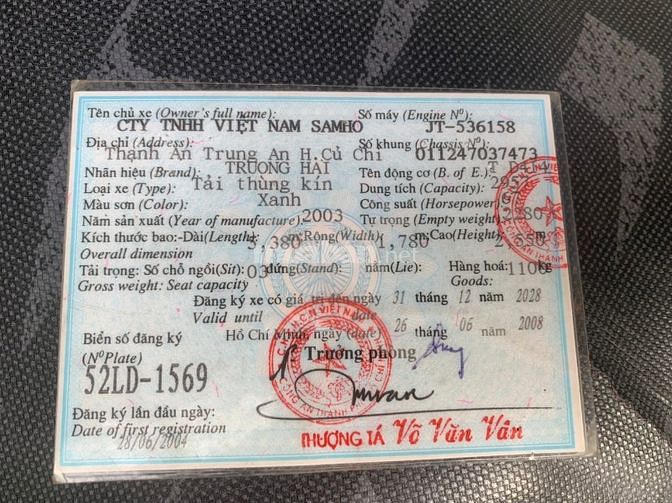 Tên chủ xe (Owner's full name): Số máy (Engine Nº):
CTY TNHH VIỆT NAM SAMHO JT-536158
Địa chỉ (Address): Số khung (Chassis Nº):
Thạnh An Trung An H.Củ Chi 011247037473
Nhãn hiệu (Brand): TRƯỜNG HẢI Tên động cơ (B. of E.)
Loại xe (Type): Tải thùng kín Dung tích (Capacity):
Màu sơn (Color): Xanh Công suất (Horsepower)
Năm sản xuất (Year of manufacture) 2003 Tự trọng (Empty weight)
Kích thước bao:-Dài(Length): 5,380 m;Rộng(Width) 1,780 m;Cao(Height) m
Overall dimension
Tải trọng: Số chỗ ngồi(Sit): 03 đứng(Stand): nằm(Lie): Hàng hoá: 1100 kg
Gross weight: Seat capacity Goods:
Đăng ký xe có giá trị đến ngày 31 tháng 12 năm 2028
Valid until date
Hồ Chí Minh, ngày (date 26 tháng 06 năm 2008
Biển số đăng ký Trưởng phòng
(Nº Plate)
52LD-1569
Đăng ký lần đầu ngày:
Date of first registration
28/06/2004
THƯỢNG TÁ Võ Văn Vân